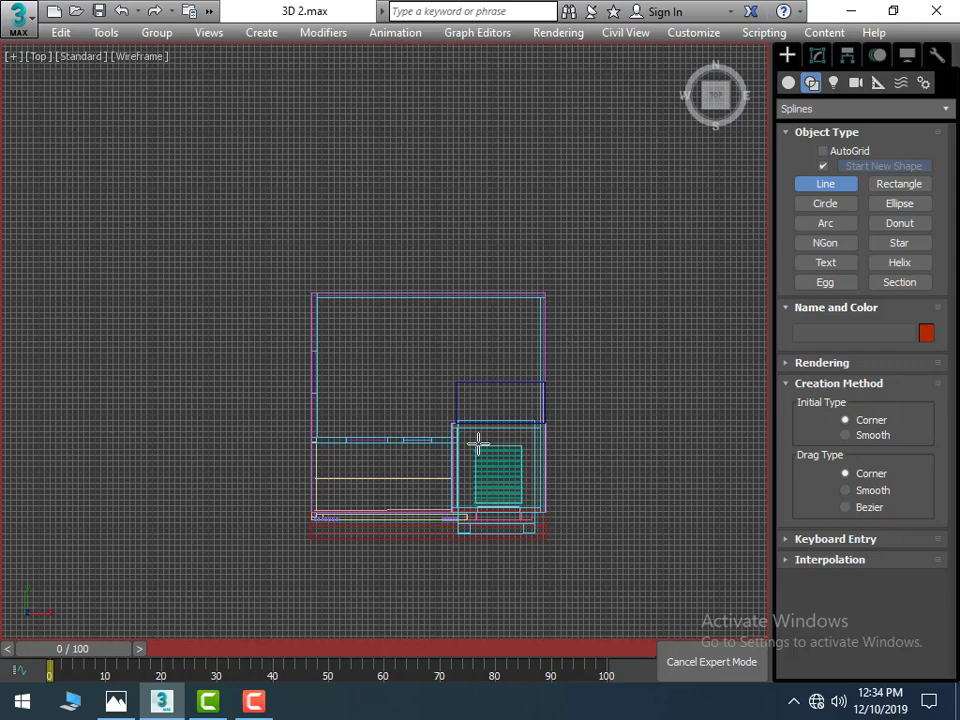 3D 2.max
Type a keyword or phrase
Sign In
MAX
Edit Tools Group Views Create Modifiers Animation Graph Editors Rendering Civil View Customize Scripting Content Help
[+] [Top] [Standard] [Wireframe]
N
W TOP E
S
Splines
Object Type
AutoGrid
Start New Shape
Line Rectangle
Circle Ellipse
Arc Donut
NGon Star
Text Helix
Egg Section
Name and Color
Rendering
Creation Method
Initial Type
Corner
Smooth
Drag Type
Corner
Smooth
Bezier
Keyboard Entry
Interpolation
Activate Windows
Go to Settings to activate Windows.
< 0 / 100 >
Cancel Expert Mode
0 10 20 30 40 50 60 70 80 90 100
12:34 PM
12/10/2019